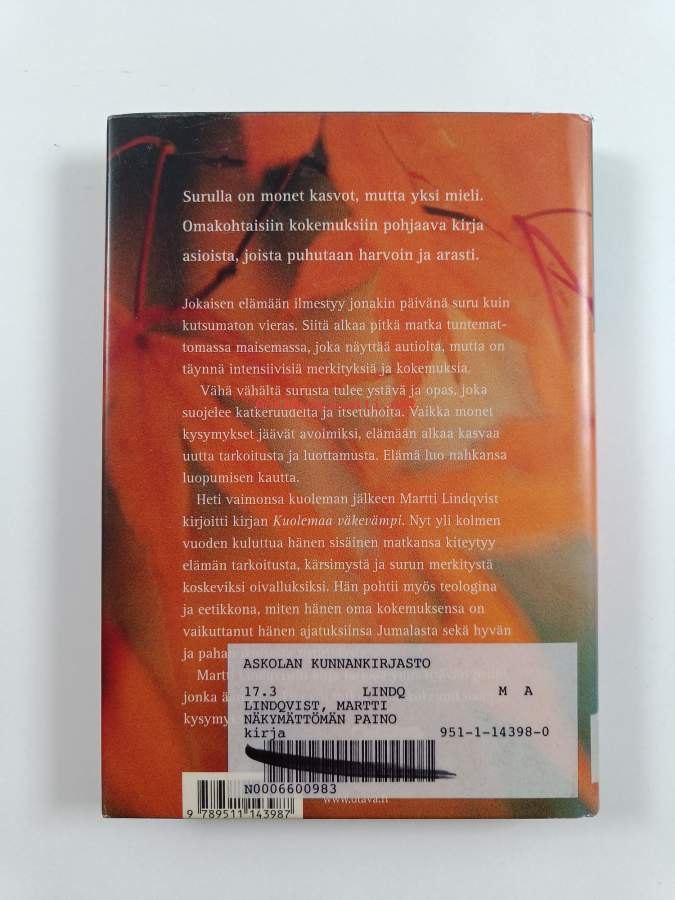 Surulla on monet kasvot, mutta yksi mieli.
Omakohtaisiin kokemuksiin pohjaava kirja
asioista, joista puhutaan harvoin ja arasti.
Jokaisen elämään ilmestyy jonakin päivänä suru kuin
kutsumaton vieras. Siitä alkaa pitkä matka tuntemat-
tomassa maisemassa, joka näyttää autiolta, mutta on
täynnä intensiivisiä merkityksiä ja kokemuksia.
Vähä vähältä surusta tulee ystävä ja opas, joka
suojelee katkeruudelta ja itsetuholta. Vaikka monet
kysymykset jäävät avoimiksi, elämään alkaa kasvaa
uutta tarkoitusta ja luottamusta. Elämä luo nahkansa
luopumisen kautta.
Heti vaimonsa kuoleman jälkeen Martti Lindqvist
kirjoitti kirjan Kuolemaa väkevämpi. Nyt yli kolmen
vuoden kuluttua hänen sisäinen matkansa kiteytyy
elämän tarkoitusta, kärsimystä ja surun merkitystä
koskeviksi oivalluksiksi. Hän pohtii myös teologina
ja eetikkona, miten hänen oma kokemuksensa on
vaikuttanut hänen ajatuksiinsa Jumalasta sekä hyvän
ja pahan
Martti
jonka
ASKOLAN KUNNANKIRJASTO
17.3 LINDQ M A
LINDQVIST, MARTTI
NÄKYMÄTTÖMÄN PAINO
kirja 951-1-14398-0
N0006600983
www.otava.fi
9 789511 143987